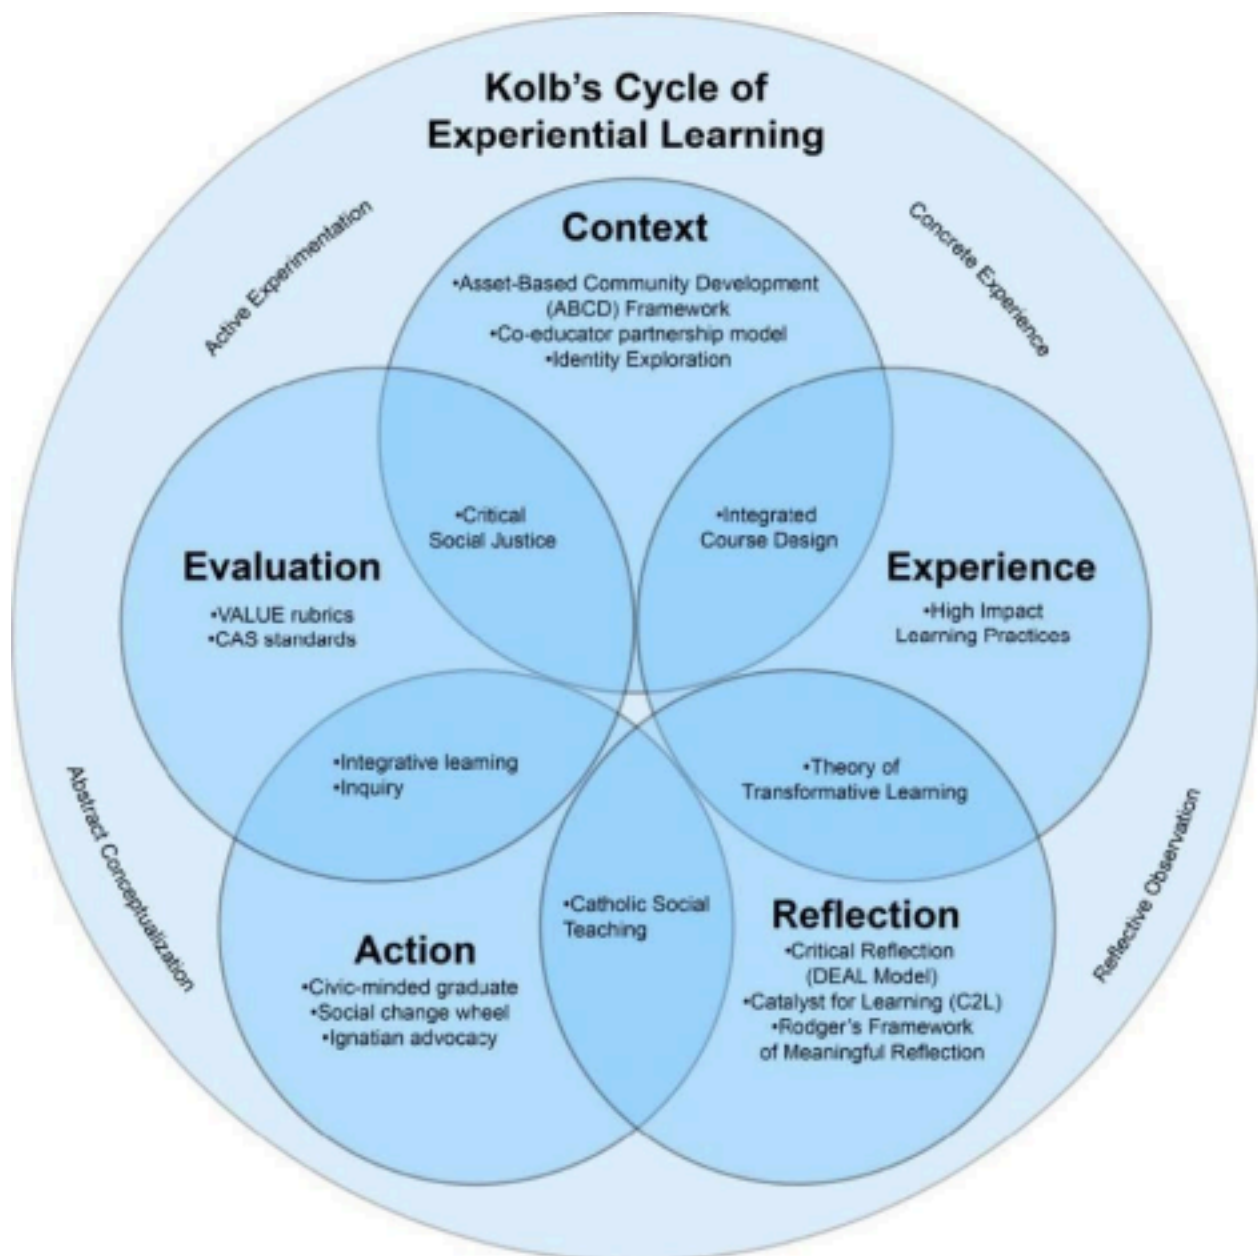 Kolb's Cycle of
Experiential Learning
Active Experimentation
Concrete Experience
Context
•Asset-Based Community Development
(ABCD) Framework
•Co-educator partnership model
•Identity Exploration
•Critical
Social Justice
•Integrated
Course Design
Evaluation
•VALUE rubrics
•CAS standards
Experience
•High Impact
Learning Practices
•Integrative learning
•Inquiry
•Theory of
Transformative Learning
Abstract Conceptualization
Reflective Observation
•Catholic Social
Teaching
Action
•Civic-minded graduate
•Social change wheel
•Ignatian advocacy
Reflection
•Critical Reflection
(DEAL Model)
•Catalyst for Learning (C2L)
•Rodger's Framework
of Meaningful Reflection